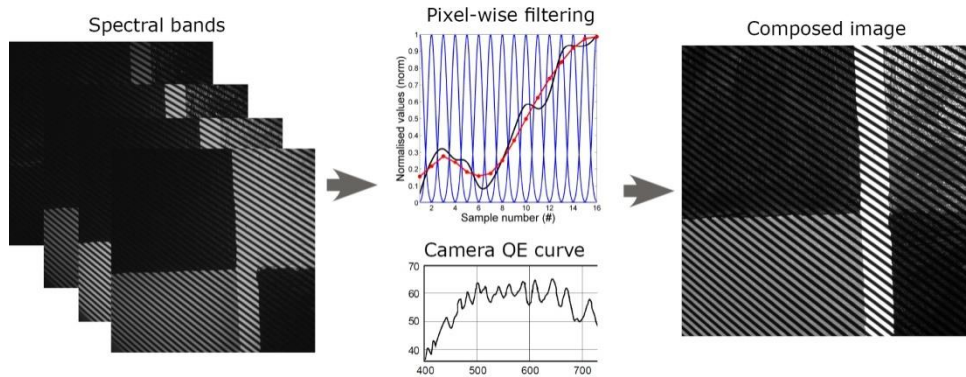 Spectral bands
Pixel-wise filtering
Composed image
Normalised values (norm)
1
0.9
0.8
0.7
0.6
0.5
0.4
0.3
0.2
0.1
0
2 4 6 8 10 12 14 16
Sample number (#)
Camera QE curve
70
60
50
40
400 500 600 700